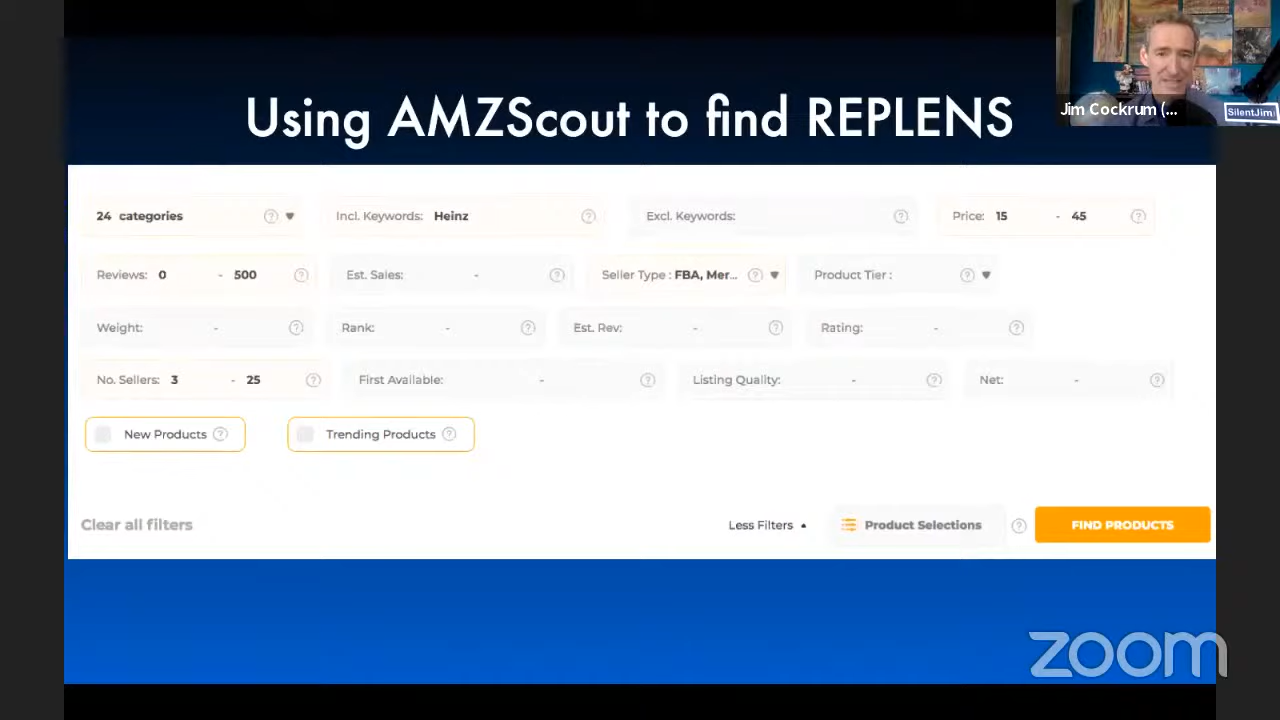 Using AMZScout to find REPLENS
Jim Cockrum (...
SilentJim
24 categories ?
Incl. Keywords: Heinz ?
Excl. Keywords: ?
Price: 15 - 45 ?
Reviews: 0 - 500 ?
Est. Sales: - ?
Seller Type : FBA, Mer... ?
Product Tier : ?
Weight: - ?
Rank: - ?
Est. Rev: - ?
Rating: - ?
No. Sellers: 3 - 25 ?
First Available: - ?
Listing Quality: - ?
Net: - ?
New Products ?
Trending Products ?
Clear all filters
Less Filters
Product Selections ?
FIND PRODUCTS
zoom